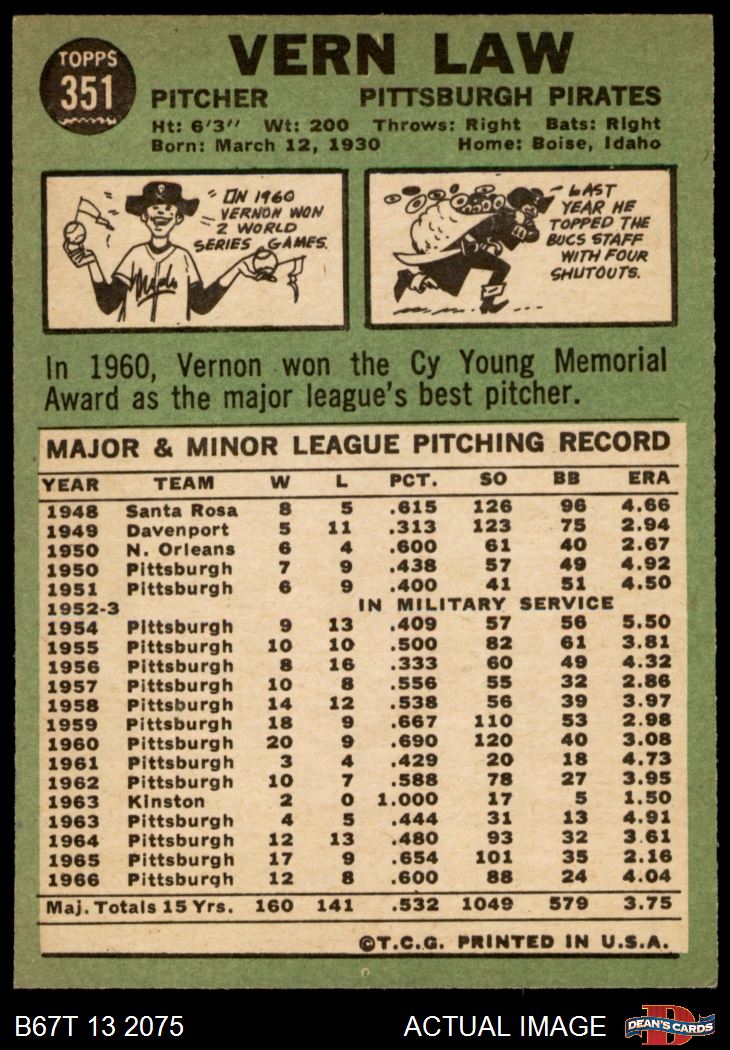 TOPPS
351
VERN LAW
PITCHER PITTSBURGH PIRATES
Ht: 6'3" Wt: 200 Throws: Right Bats: Right
Born: March 12, 1930 Home: Boise, Idaho
"ON 1960
VERNON WON
2 WORLD
SERIES GAMES.
LAST
YEAR HE
TOPPED THE
BUCS STAFF
WITH FOUR
SHUTOUTS.
In 1960, Vernon won the Cy Young Memorial
Award as the major league's best pitcher.
MAJOR & MINOR LEAGUE PITCHING RECORD
YEAR TEAM W L PCT. SO BB ERA
1948 Santa Rosa 8 5 .615 126 96 4.66
1949 Davenport 5 11 .313 123 75 2.94
1950 N. Orleans 6 4 .600 61 40 2.67
1950 Pittsburgh 7 9 .438 57 49 4.92
1951 Pittsburgh 6 9 .400 41 51 4.50
1952-3 IN MILITARY SERVICE
1954 Pittsburgh 9 13 .409 57 56 5.50
1955 Pittsburgh 10 10 .500 82 61 3.81
1956 Pittsburgh 8 16 .333 60 49 4.32
1957 Pittsburgh 10 8 .556 55 32 2.86
1958 Pittsburgh 14 12 .538 56 39 3.97
1959 Pittsburgh 18 9 .667 110 53 2.98
1960 Pittsburgh 20 9 .690 120 40 3.08
1961 Pittsburgh 3 4 .429 20 18 4.73
1962 Pittsburgh 10 7 .588 78 27 3.95
1963 Kinston 2 0 1.000 17 5 1.50
1963 Pittsburgh 4 5 .444 31 13 4.91
1964 Pittsburgh 12 13 .480 93 32 3.61
1965 Pittsburgh 17 9 .654 101 35 2.16
1966 Pittsburgh 12 8 .600 88 24 4.04
Maj. Totals 15 Yrs. 160 141 .532 1049 579 3.75
©T.C.G. PRINTED IN U.S.A.
B67T 13 2075 ACTUAL IMAGE
D
DEAN'S CARDS